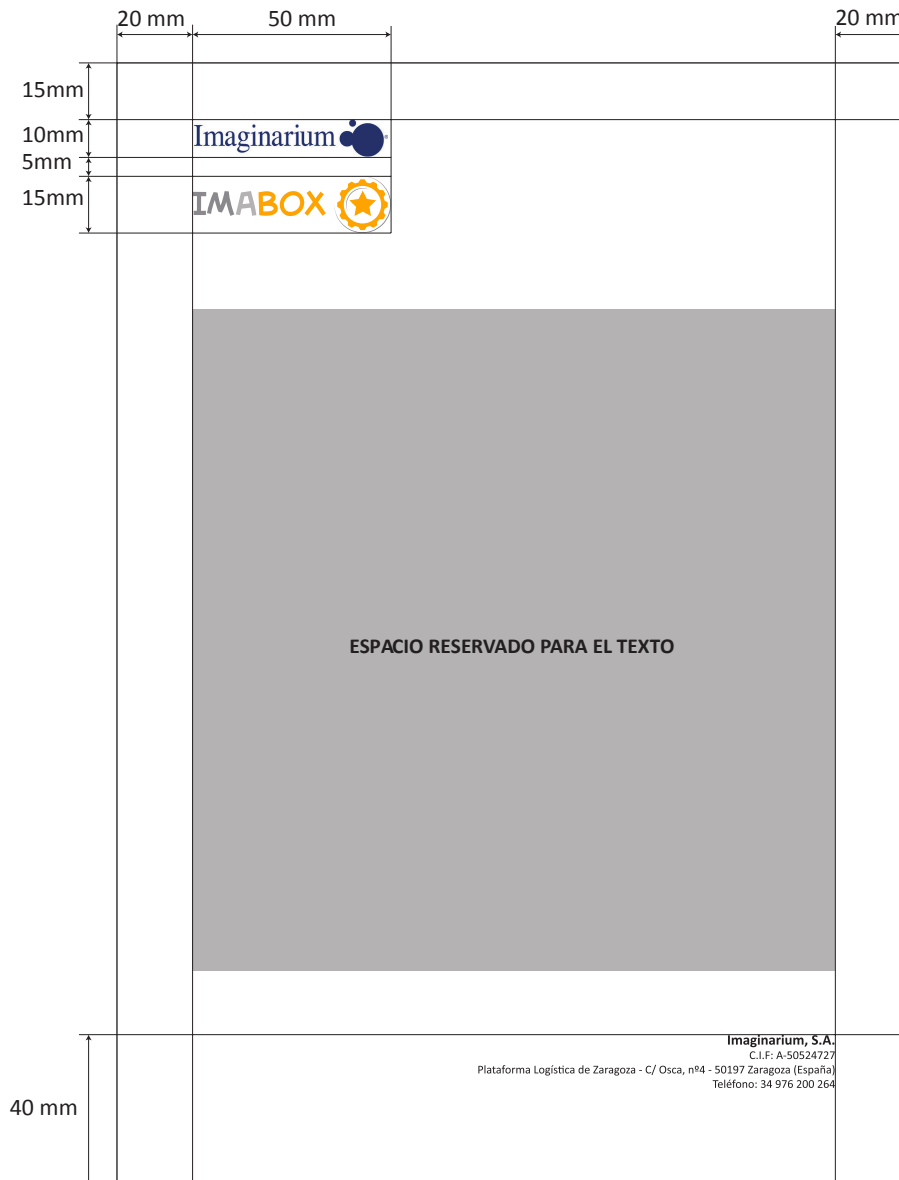 20 mm
50 mm
20 mm
15mm
10mm
Imaginarium
5mm
15mm
IMABOX
ESPACIO RESERVADO PARA EL TEXTO
Imaginarium, S.A.
C.I.F: A-50524727
Plataforma Logística de Zaragoza - C/ Osca, nº4 - 50197 Zaragoza (España)
Teléfono: 34 976 200 264
40 mm